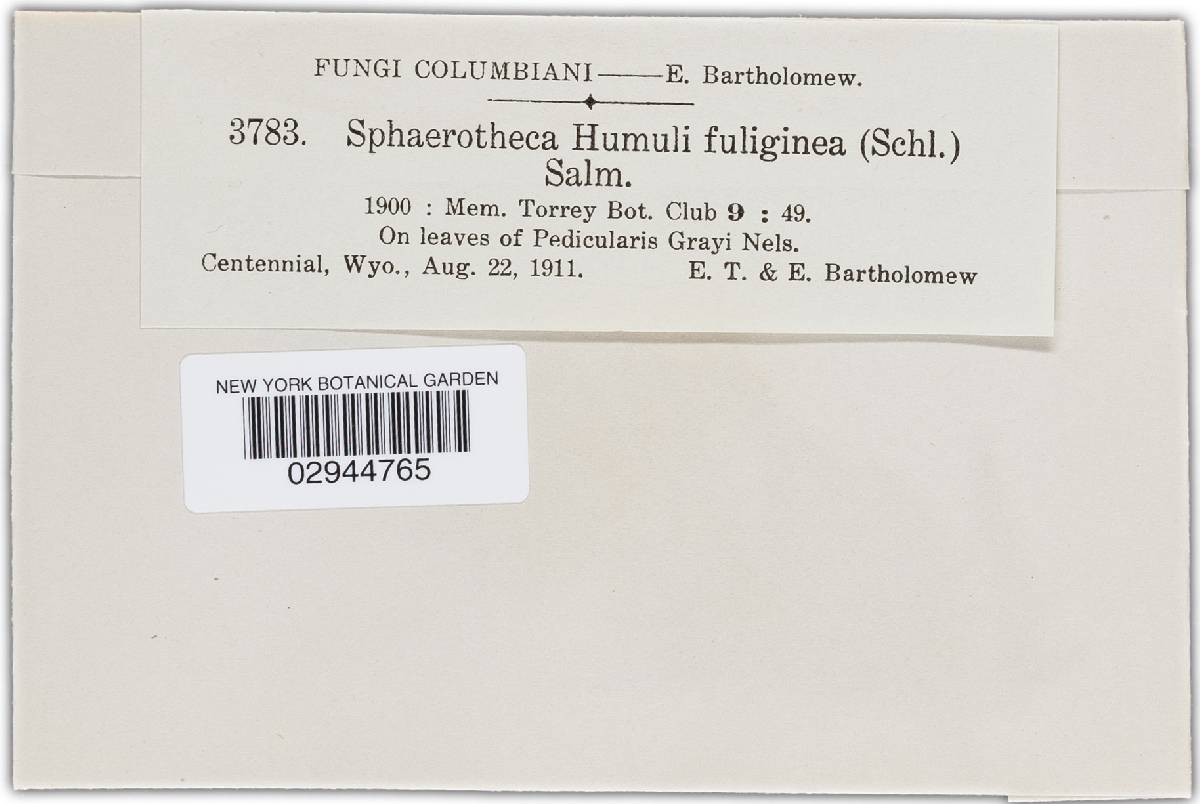 FUNGI COLUMBIANI——E. Bartholomew.
3783. Sphaerotheca Humuli fuliginea (Schl.)
Salm.
1900 : Mem. Torrey Bot. Club 9 : 49.
On leaves of Pedicularis Grayi Nels.
Centennial, Wyo., Aug. 22, 1911. E. T. & E. Bartholomew
NEW YORK BOTANICAL GARDEN
02944765